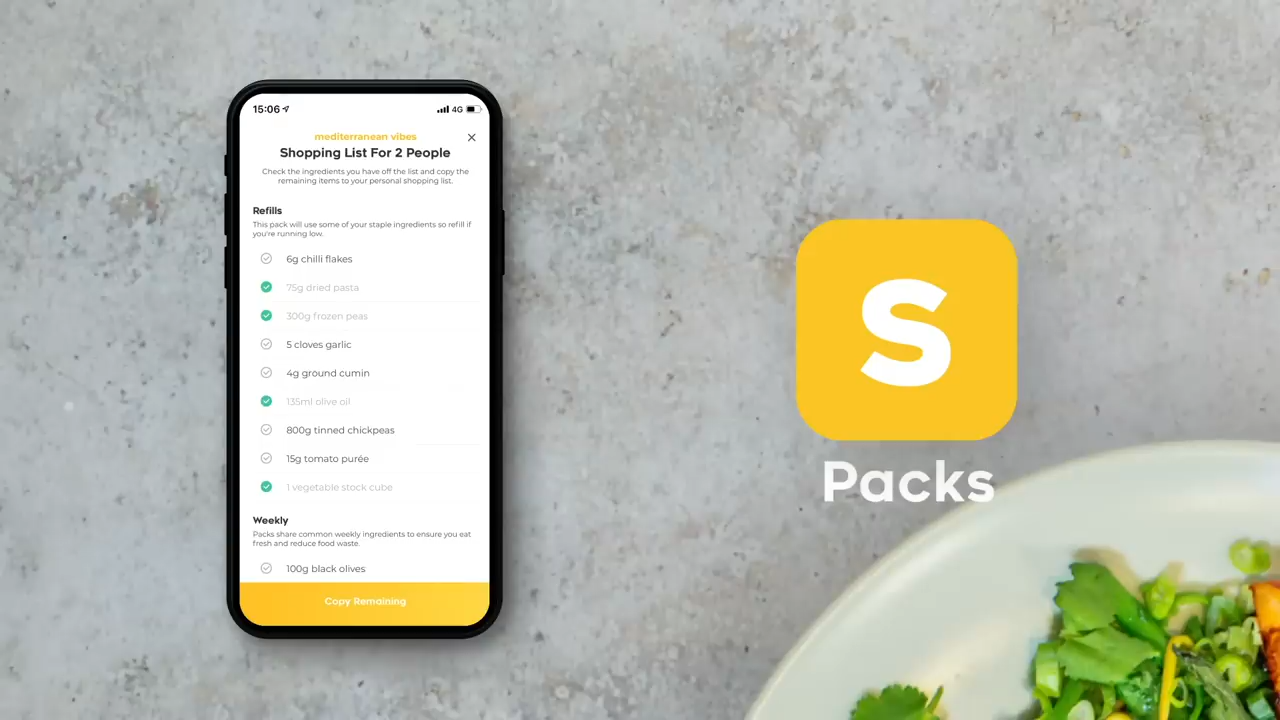 15:06
4G
mediterranean vibes
Shopping List For 2 People
Check the ingredients you have off the list and copy the
remaining items to your personal shopping list.
Refills
This pack will use some of your staple ingredients so refill if
you're running low.
6g chilli flakes
75g dried pasta
300g frozen peas
5 cloves garlic
4g ground cumin
135ml olive oil
800g tinned chickpeas
15g tomato purée
1 vegetable stock cube
Weekly
Packs share common weekly ingredients to ensure you eat
fresh and reduce food waste.
100g black olives
Copy Remaining
S
Packs